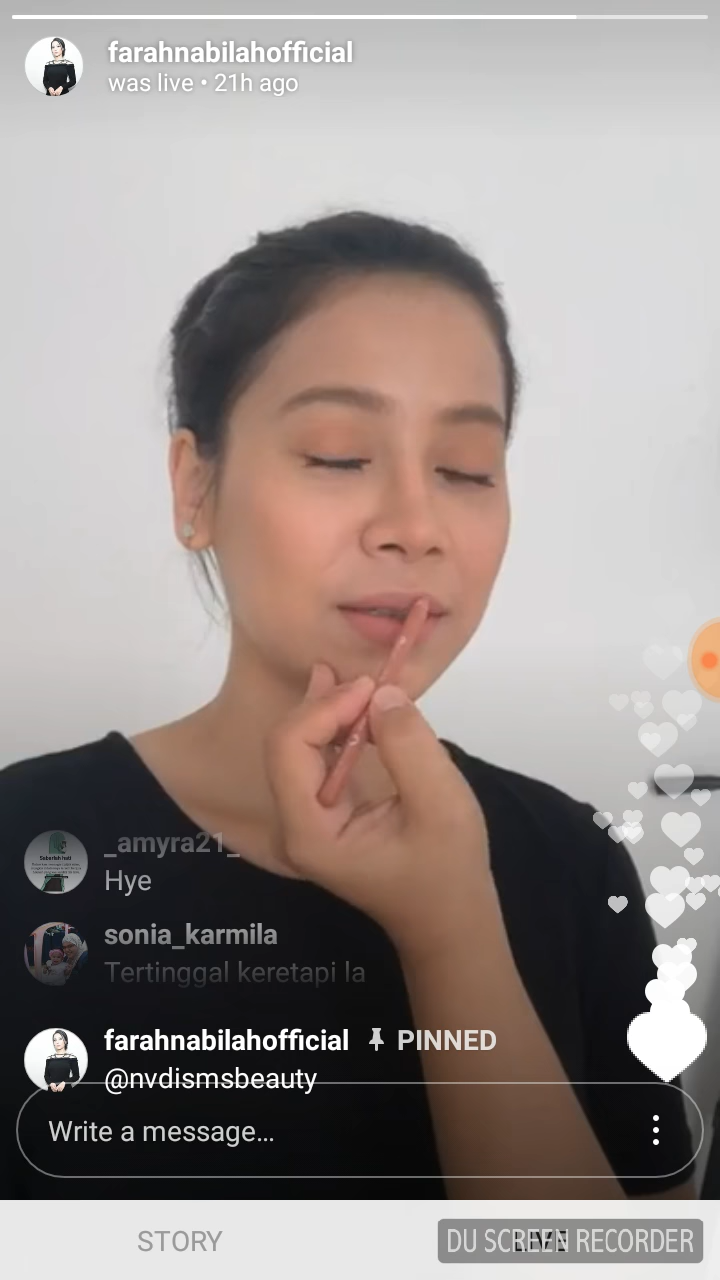 farahnabilahofficial
was live • 21h ago
_amyra21_
Hye
sonia_karmila
Tertinggal keretapi la
farahnabilahofficial PINNED
@nvdismsbeauty
Write a message...
STORY
LIVE
DU SCREEN RECORDER